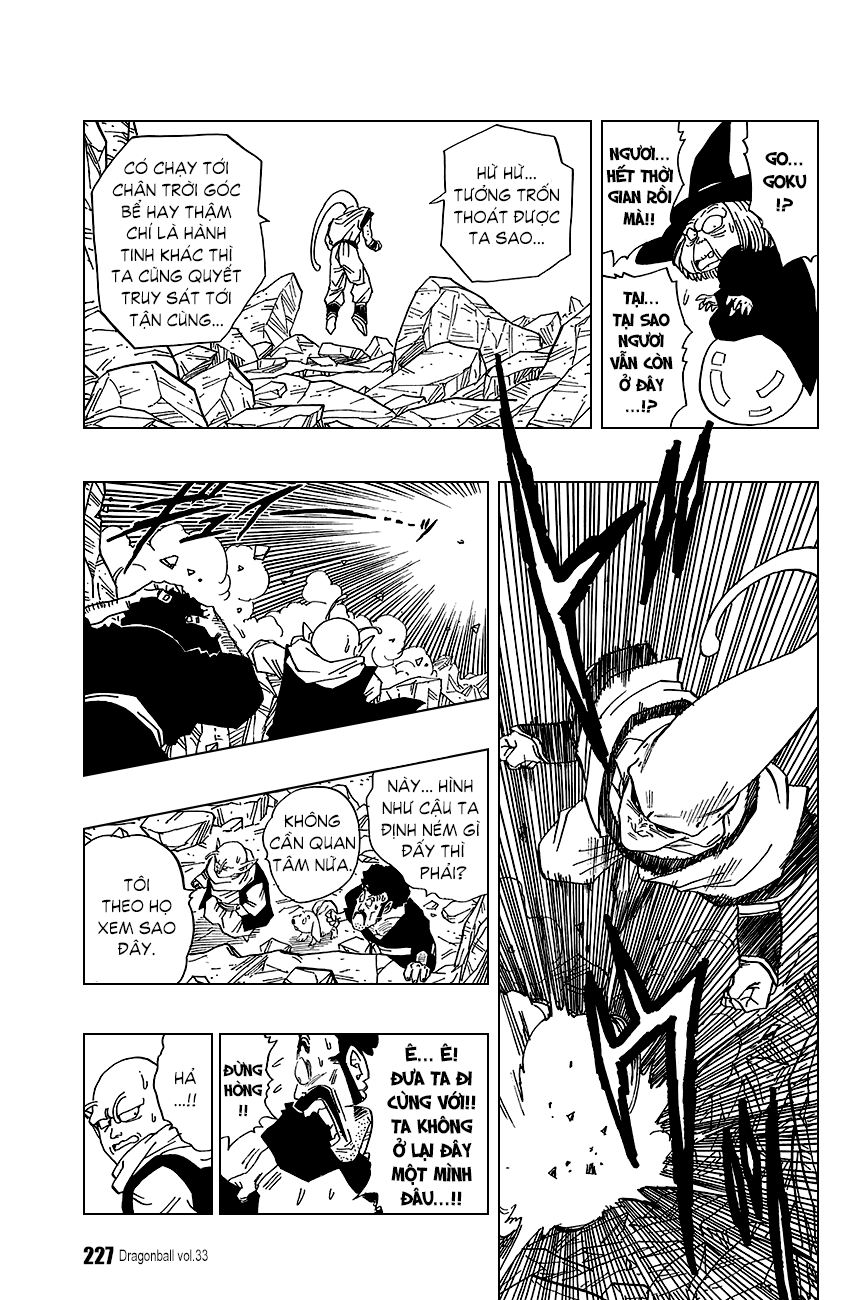 GO...
GOKU
!?
NGƯƠI...
HẾT THỜI
GIAN RỒI
MÀ!!
TẠI...
TẠI SAO
NGƯƠI
VẪN CÒN
Ở ĐÂY
...!?
HỪ HỪ...
TƯỞNG TRỐN
THOÁT ĐƯỢC
TA SAO...
CÓ CHẠY TỚI
CHÂN TRỜI GÓC
BỂ HAY THẬM
CHÍ LÀ HÀNH
TINH KHÁC THÌ
TA CŨNG QUYẾT
TRUY SÁT TỚI
TẬN CÙNG...
NÀY... HÌNH
NHƯ CẬU TA
ĐỊNH NÉM GÌ
ĐẤY THÌ
PHẢI?
KHÔNG
CẦN QUAN
TÂM NỮA,
TÔI
THEO HỌ
XEM SAO
ĐÂY.
Ê... Ê!
ĐƯA TA ĐI
CÙNG VỚI!!
TA KHÔNG
Ở LẠI ĐÂY
MỘT MÌNH
ĐÂU...!!
ĐỪNG
HÒNG
!!
HẢ
...!!
227 Dragonball vol.33